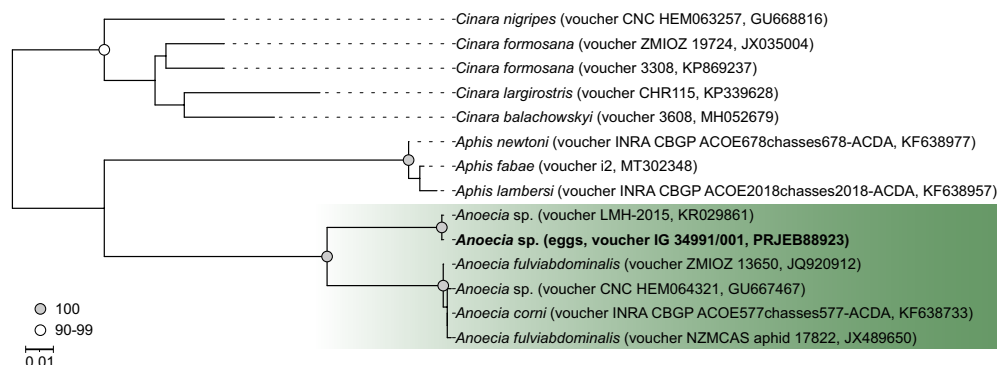 Cinara nigripes (voucher CNC HEM063257, GU668816)
Cinara formosana (voucher ZMIOZ 19724, JX035004)
Cinara formosana (voucher 3308, KP869237)
Cinara largirostris (voucher CHR115, KP339628)
Cinara balachowskyi (voucher 3608, MH052679)
Aphis newtoni (voucher INRA CBGP ACOE678chasses678-ACDA, KF638977)
Aphis fabae (voucher i2, MT302348)
Aphis lambersi (voucher INRA CBGP ACOE2018chasses2018-ACDA, KF638957)
Anoecia sp. (voucher LMH-2015, KR029861)
Anoecia sp. (eggs, voucher IG 34991/001, PRJEB88923)
Anoecia fulviabdominalis (voucher ZMIOZ 13650, JQ920912)
Anoecia sp. (voucher CNC HEM064321, GU667467)
Anoecia corni (voucher INRA CBGP ACOE577chasses577-ACDA, KF638733)
Anoecia fulviabdominalis (voucher NZMCAS aphid 17822, JX489650)
100
90-99
0.01